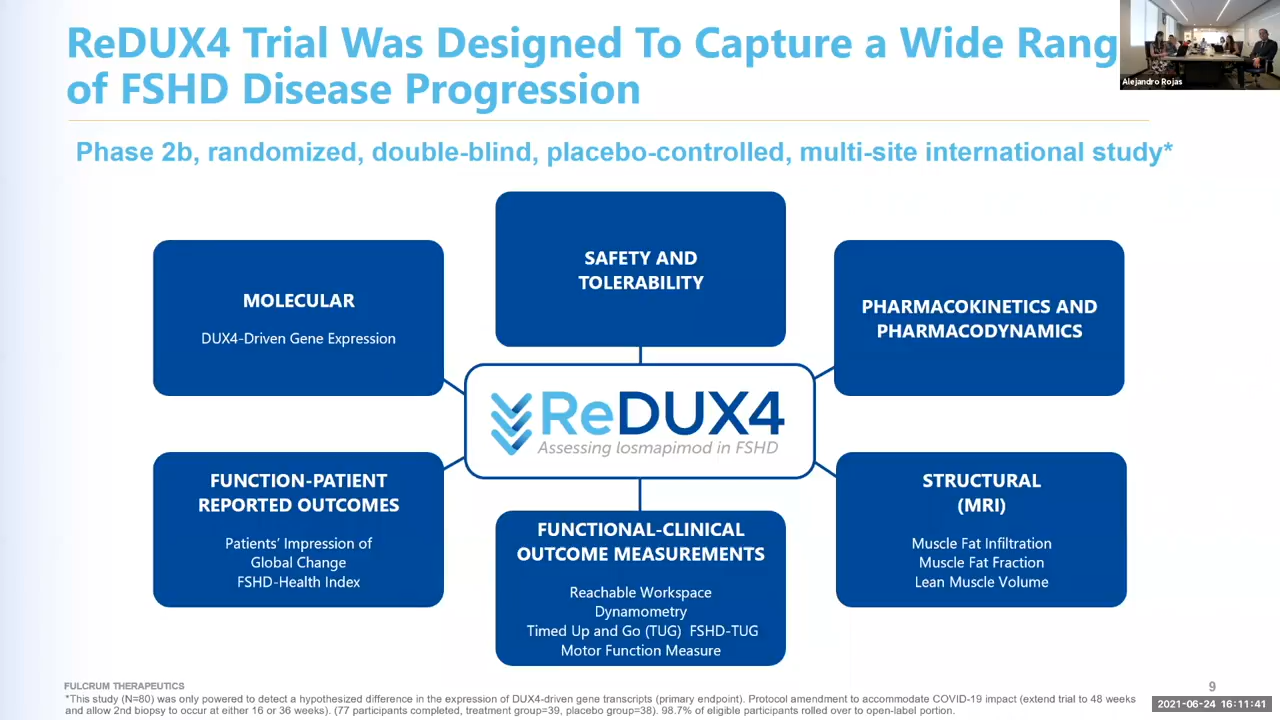 ReDUX4 Trial Was Designed To Capture a Wide Rang
of FSHD Disease Progression
Alejandro Rojas
Phase 2b, randomized, double-blind, placebo-controlled, multi-site international study*
SAFETY AND
TOLERABILITY
MOLECULAR
DUX4-Driven Gene Expression
PHARMACOKINETICS AND
PHARMACODYNAMICS
ReDUX4
Assessing losmapimod in FSHD
FUNCTION-PATIENT
REPORTED OUTCOMES
Patients’ Impression of
Global Change
FSHD-Health Index
FUNCTIONAL-CLINICAL
OUTCOME MEASUREMENTS
Reachable Workspace
Dynamometry
Timed Up and Go (TUG) FSHD-TUG
Motor Function Measure
STRUCTURAL
(MRI)
Muscle Fat Infiltration
Muscle Fat Fraction
Lean Muscle Volume
FULCRUM THERAPEUTICS
9
*This study (N=80) was only powered to detect a hypothesized difference in the expression of DUX4-driven gene transcripts (primary endpoint). Protocol amendment to accommodate COVID-19 impact (extend trial to 48 weeks
and allow 2nd biopsy to occur at either 16 or 36 weeks). (77 participants completed, treatment group=39, placebo group=38). 98.7% of eligible participants rolled over to open-label portion.
2021-06-24 16:11:41